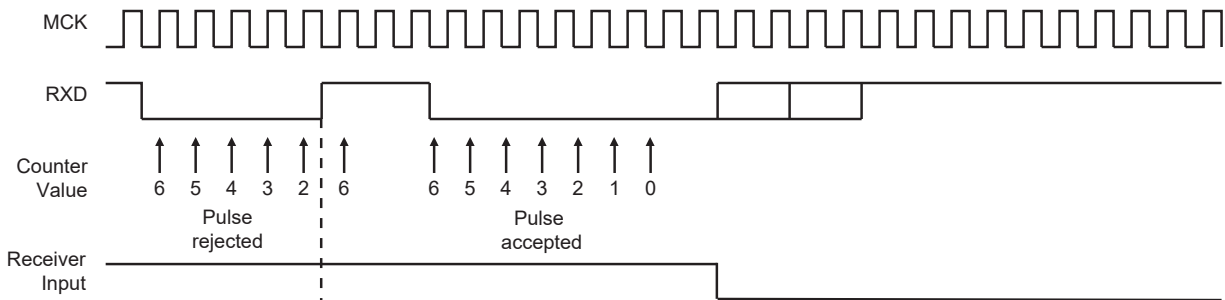 MCK
RXD
Counter
Value
6 5 4 3 2 6 6 5 4 3 2 1 0
Pulse
rejected
Pulse
accepted
Receiver
Input